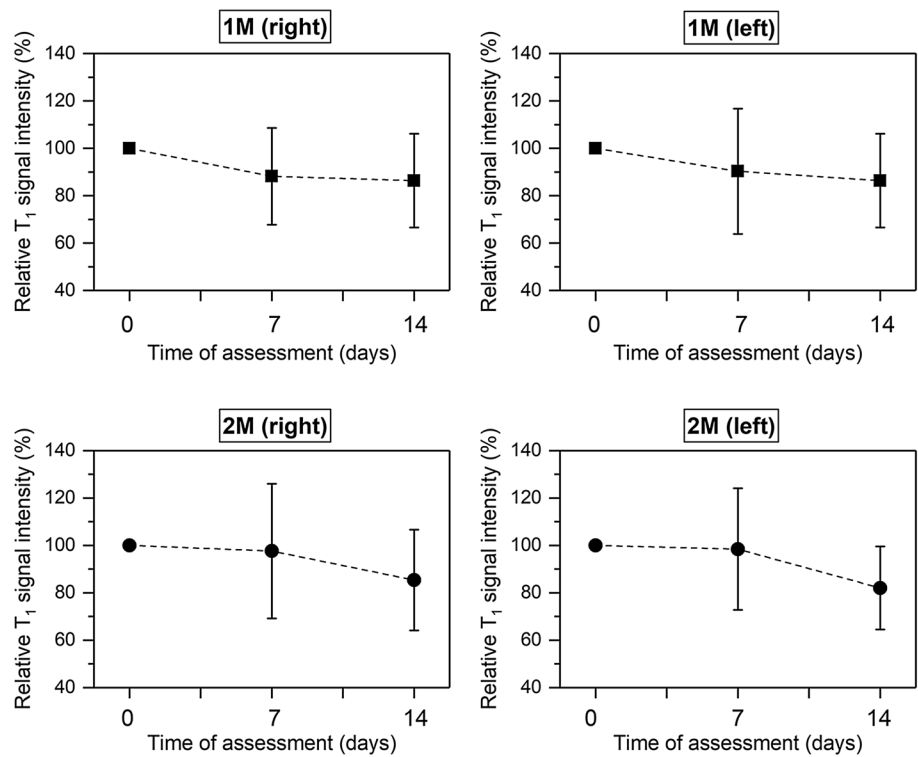 1M (right)
Relative T1 signal intensity (%)
140
120
100
80
60
40
0 7 14
Time of assessment (days)
1M (left)
Relative T1 signal intensity (%)
140
120
100
80
60
40
0 7 14
Time of assessment (days)
2M (right)
Relative T1 signal intensity (%)
140
120
100
80
60
40
0 7 14
Time of assessment (days)
2M (left)
Relative T1 signal intensity (%)
140
120
100
80
60
40
0 7 14
Time of assessment (days)